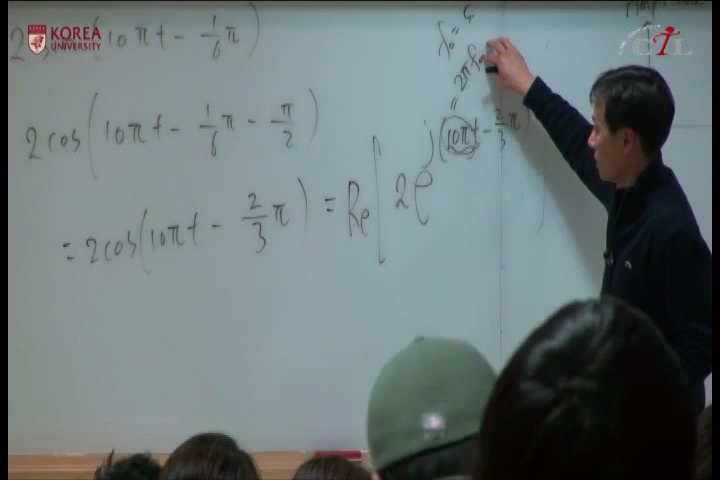 KOREA
UNIVERSITY
CTL
(10πt - 1/6 π)
2cos(10πt - 1/6 π - π/2)
= 2cos(10πt - 2/3 π) = Re[2e^j(10πt - 2/3 π)
f₀ = 5
= 2πf₀